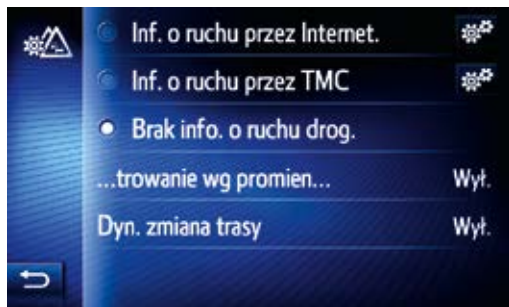 Inf. o ruchu przez Internet.
Inf. o ruchu przez TMC
Brak info. o ruchu drog.
...trowanie wg promien... Wył.
Dyn. zmiana trasy Wył.